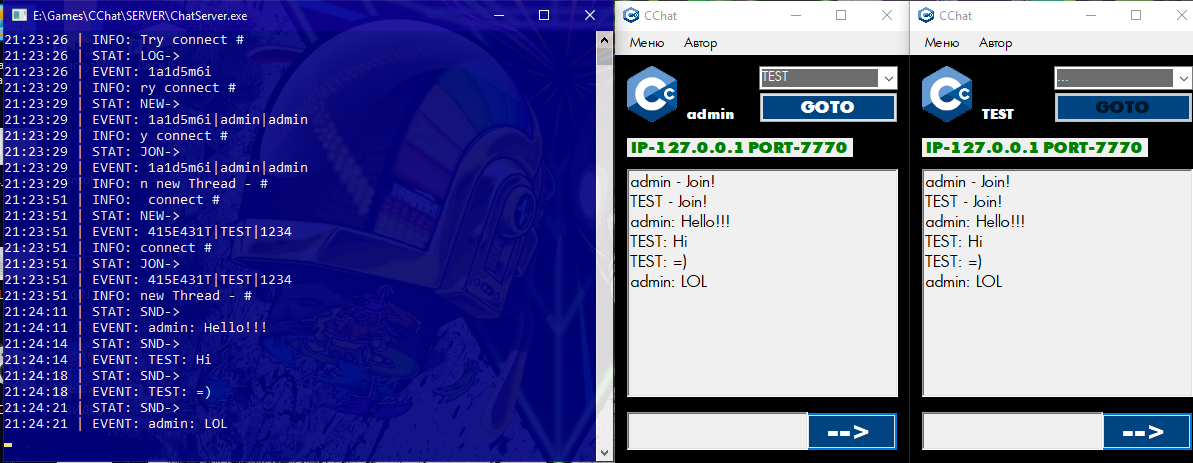 E:\Games\CChat\SERVER\ChatServer.exe
21:23:26 | INFO: Try connect #
21:23:26 | STAT: LOG->
21:23:26 | EVENT: 1a1d5m6i
21:23:29 | INFO: ry connect #
21:23:29 | STAT: NEW->
21:23:29 | EVENT: 1a1d5m6i|admin|admin
21:23:29 | INFO: y connect #
21:23:29 | STAT: JON->
21:23:29 | EVENT: 1a1d5m6i|admin|admin
21:23:29 | INFO: n new Thread - #
21:23:51 | INFO:  connect #
21:23:51 | STAT: NEW->
21:23:51 | EVENT: 415E431T|TEST|1234
21:23:51 | INFO: connect #
21:23:51 | STAT: JON->
21:23:51 | EVENT: 415E431T|TEST|1234
21:23:51 | INFO: new Thread - #
21:24:11 | STAT: SND->
21:24:11 | EVENT: admin: Hello!!!
21:24:14 | STAT: SND->
21:24:14 | EVENT: TEST: Hi
21:24:18 | STAT: SND->
21:24:18 | EVENT: TEST: =)
21:24:21 | STAT: SND->
21:24:21 | EVENT: admin: LOL
CChat
Меню Автор
Cc
admin
TEST
GOTO
IP-127.0.0.1 PORT-7770
admin - Join!
TEST - Join!
admin: Hello!!!
TEST: Hi
TEST: =)
admin: LOL
-->
CChat
Меню Автор
Cc
TEST
...
GOTO
IP-127.0.0.1 PORT-7770
admin - Join!
TEST - Join!
admin: Hello!!!
TEST: Hi
TEST: =)
admin: LOL
-->